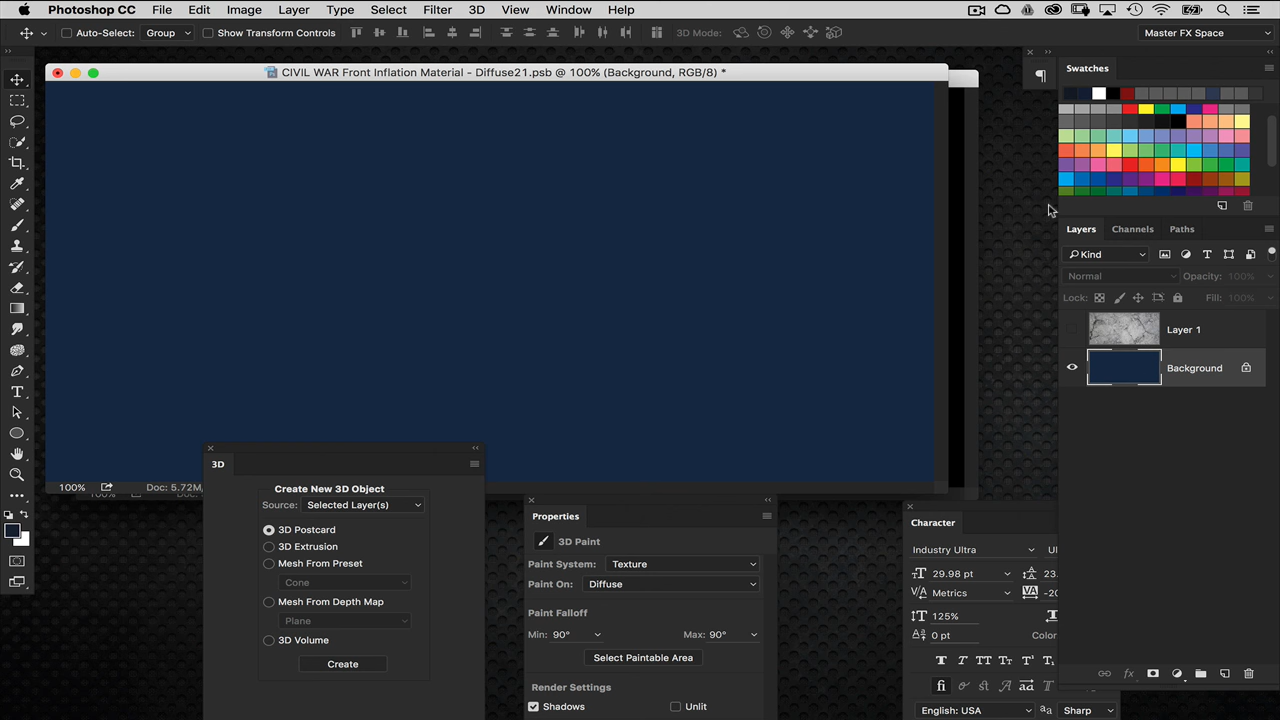 Photoshop CC File Edit Image Layer Type Select Filter 3D View Window Help
Auto-Select: Group Show Transform Controls 3D Mode: Master FX Space
CIVIL WAR Front Inflation Material - Diffuse21.psb @ 100% (Background, RGB/8) *
Swatches
Layers Channels Paths
Kind
Normal Opacity: 100%
Lock: Fill: 100%
Layer 1
Background
100% Doc: 5.72M
3D
Create New 3D Object
Source: Selected Layer(s)
3D Postcard
3D Extrusion
Mesh From Preset
Cone
Mesh From Depth Map
Plane
3D Volume
Create
Properties
3D Paint
Paint System: Texture
Paint On: Diffuse
Paint Falloff
Min: 90° Max: 90°
Select Paintable Area
Render Settings
Shadows Unlit
Character
Industry Ultra
29.98 pt 23.
Metrics -20
125%
0 pt Color
English: USA Sharp